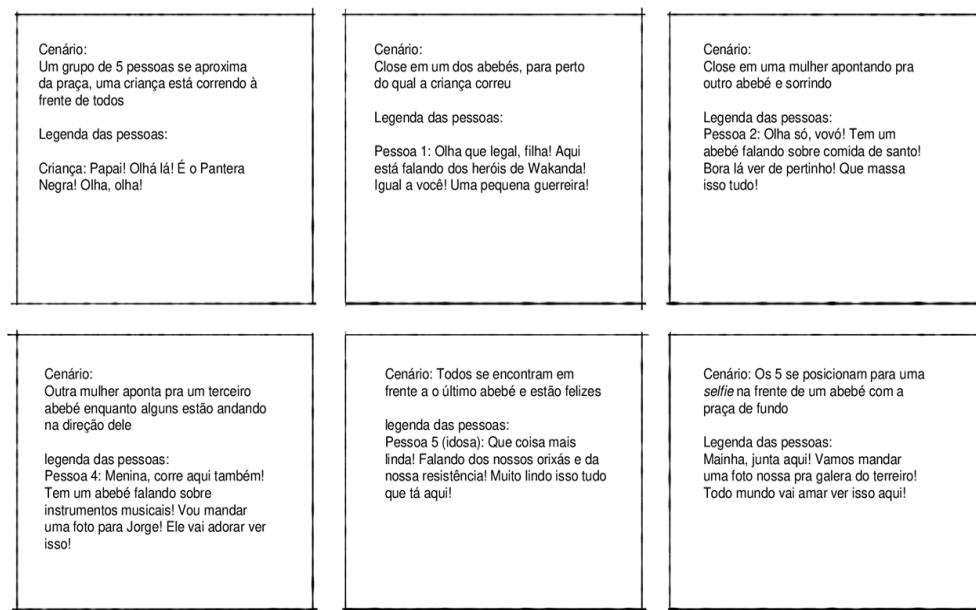 Cenário:
Um grupo de 5 pessoas se aproxima
da praça, uma criança está correndo à
frente de todos
Legenda das pessoas:
Criança: Papai! Olhá lá! É o Pantera
Negra! Olha, olha!
Cenário:
Close em um dos abebés, para perto
do qual a criança correu
Legenda das pessoas:
Pessoa 1: Olha que legal, filha! Aqui
está falando dos heróis de Wakanda!
Igual a você! Uma pequena guerreira!
Cenário:
Close em uma mulher apontando pra
outro abebé e sorrindo
Legenda das pessoas:
Pessoa 2: Olha só, vovó! Tem um
abebé falando sobre comida de santo!
Bora lá ver de pertinho! Que massa
isso tudo!
Cenário:
Outra mulher aponta pra um terceiro
abebé enquanto alguns estão andando
na direção dele
legenda das pessoas:
Pessoa 4: Menina, corre aqui também!
Tem um abebé falando sobre
instrumentos musicais! Vou mandar
uma foto para Jorge! Ele vai adorar ver
isso!
Cenário: Todos se encontram em
frente a o último abebé e estão felizes
legenda das pessoas:
Pessoa 5 (idosa): Que coisa mais
linda! Falando dos nossos orixás e da
nossa resistência! Muito lindo isso tudo
que tá aqui!
Cenário: Os 5 se posicionam para uma
selfie na frente de um abebé com a
praça de fundo
Legenda das pessoas:
Mainha, junta aqui! Vamos mandar
uma foto nossa pra galera do terreiro!
Todo mundo vai amar ver isso aqui!